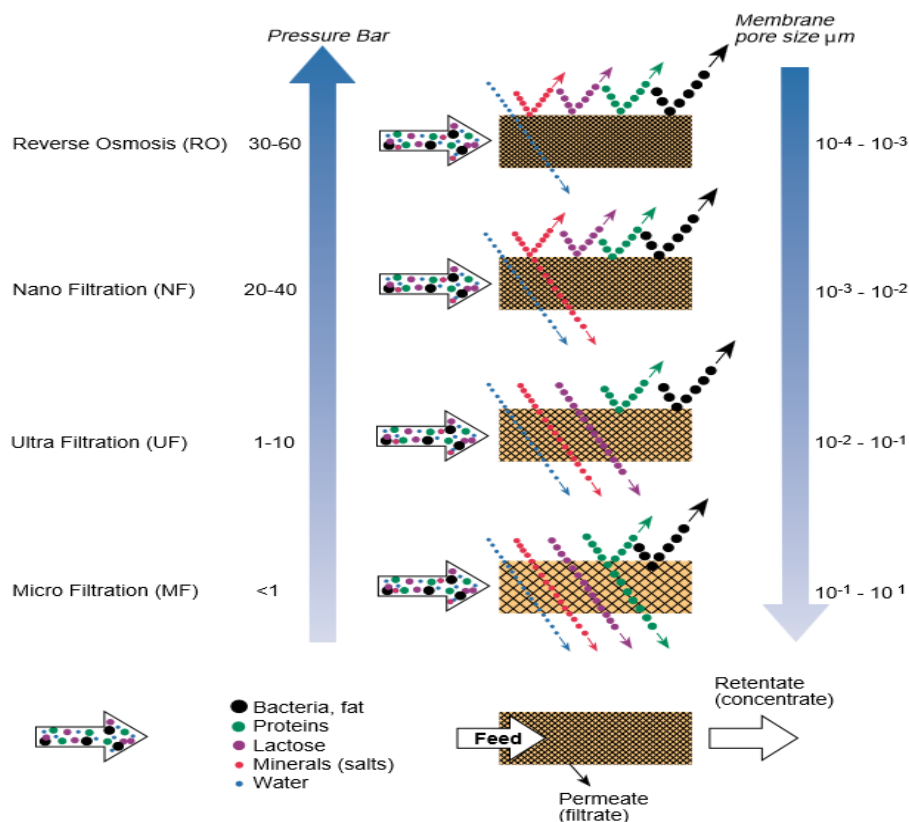 Pressure Bar
Membrane
pore size μm
Reverse Osmosis (RO) 30-60 10⁻⁴ - 10⁻³
Nano Filtration (NF) 20-40 10⁻³ - 10⁻²
Ultra Filtration (UF) 1-10 10⁻² - 10⁻¹
Micro Filtration (MF) <1 10⁻¹ - 10¹
Bacteria, fat
Proteins
Lactose
Minerals (salts)
Water
Feed
Permeate
(filtrate)
Retentate
(concentrate)